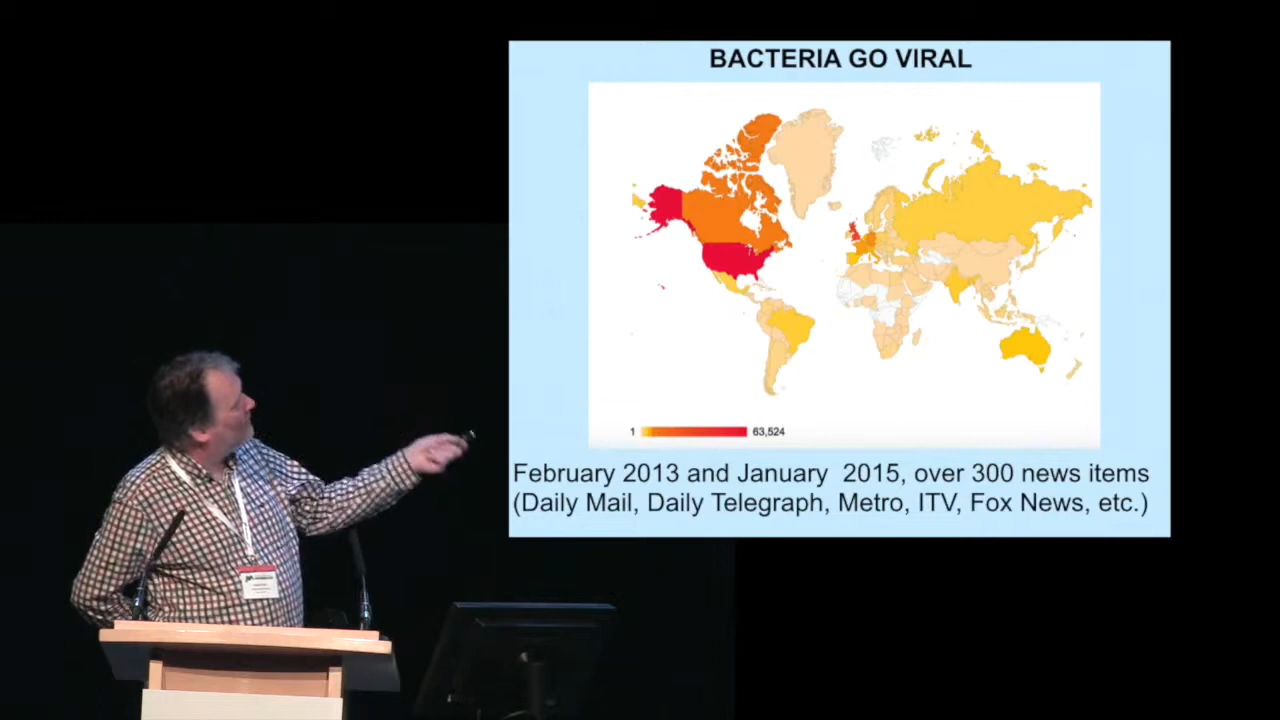 BACTERIA GO VIRAL
1 63,524
February 2013 and January 2015, over 300 news items
(Daily Mail, Daily Telegraph, Metro, ITV, Fox News, etc.)